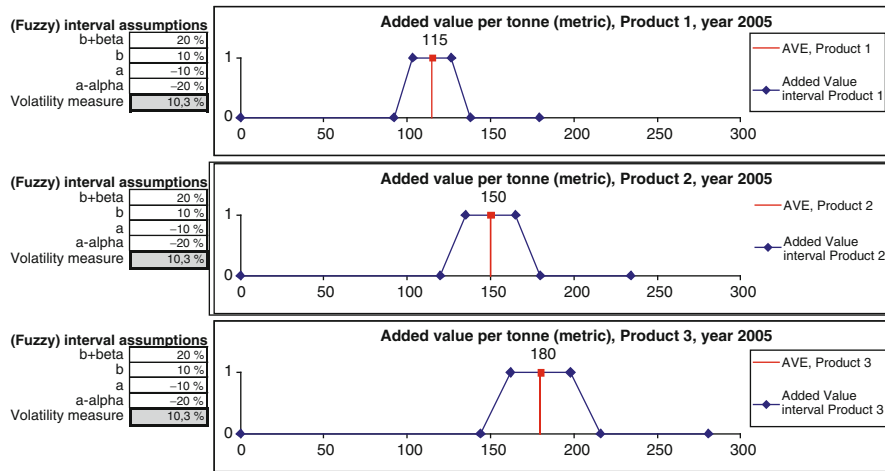 (Fuzzy) interval assumptions
b+beta 20 %
b 10 %
a –10 %
a-alpha –20 %
Volatility measure 10,3 %
Added value per tonne (metric), Product 1, year 2005
115
1
0
0 50 100 150 200 250 300
AVE, Product 1
Added Value
interval Product 1
(Fuzzy) interval assumptions
b+beta 20 %
b 10 %
a –10 %
a-alpha –20 %
Volatility measure 10,3 %
Added value per tonne (metric), Product 2, year 2005
150
1
0
0 50 100 150 200 250 300
AVE, Product 2
Added Value
interval Product 2
(Fuzzy) interval assumptions
b+beta 20 %
b 10 %
a –10 %
a-alpha –20 %
Volatility measure 10,3 %
Added value per tonne (metric), Product 3, year 2005
180
1
0
0 50 100 150 200 250 300
AVE, Product 3
Added Value
interval Product 3